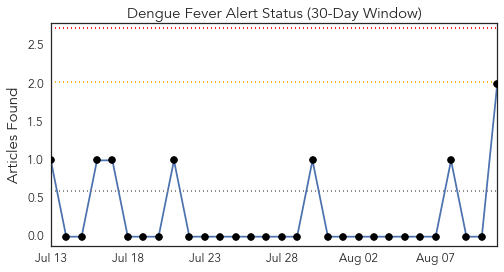 Dengue Fever Alert Status (30-Day Window)
Articles Found
2.5
2.0
1.5
1.0
0.5
0.0
Jul 13 Jul 18 Jul 23 Jul 28 Aug 02 Aug 07